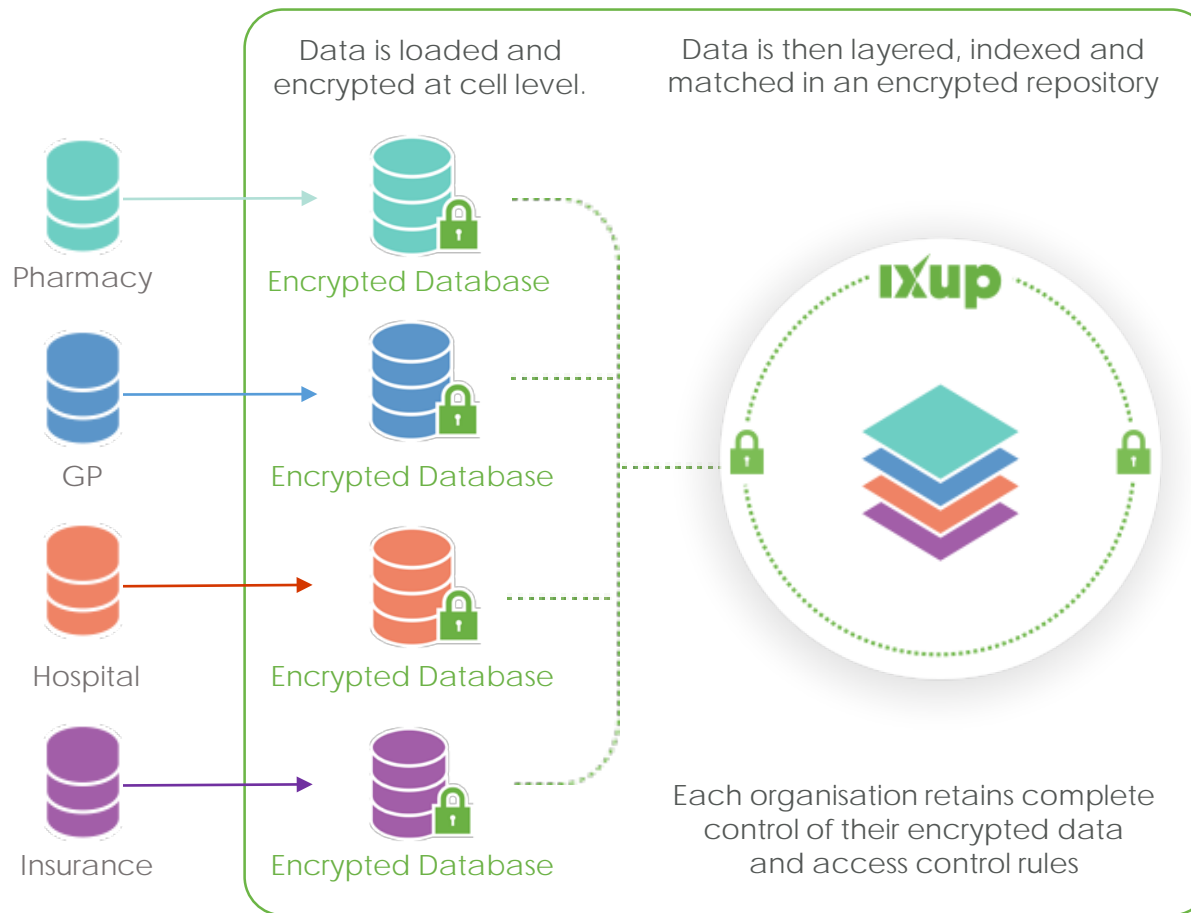 Data is loaded and
encrypted at cell level.
Data is then layered, indexed and
matched in an encrypted repository
Pharmacy
Encrypted Database
ixup
GP
Encrypted Database
Hospital
Encrypted Database
Insurance
Encrypted Database
Each organisation retains complete
control of their encrypted data
and access control rules